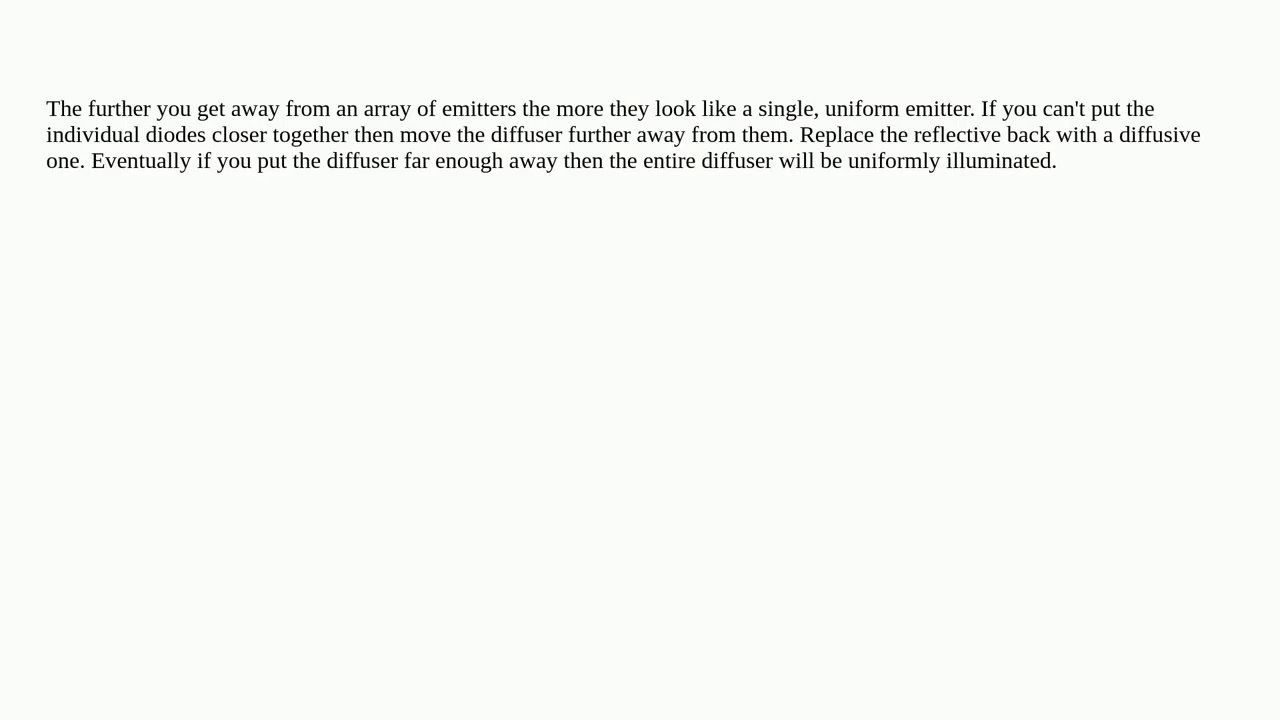 The further you get away from an array of emitters the more they look like a single, uniform emitter. If you can't put the
individual diodes closer together then move the diffuser further away from them. Replace the reflective back with a diffusive
one. Eventually if you put the diffuser far enough away then the entire diffuser will be uniformly illuminated.